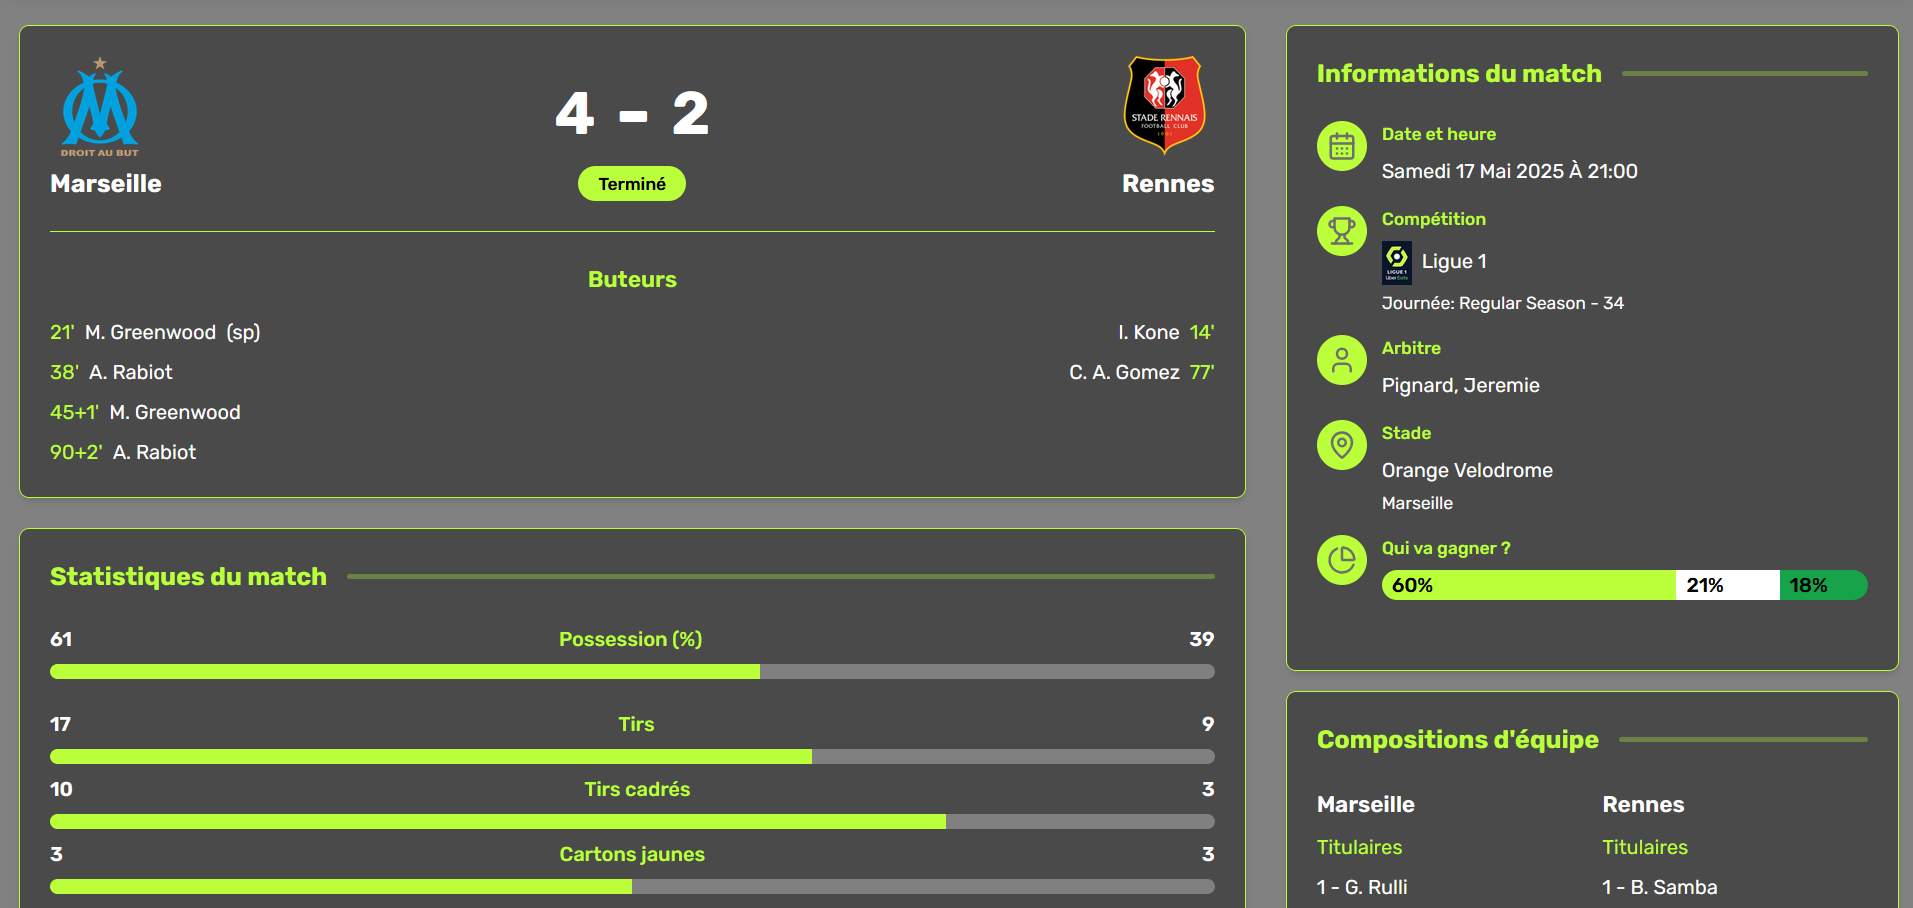 DROIT AU BUT
Marseille
4 - 2
Terminé
STADE RENNAIS
FOOTBALL CLUB
1901
Rennes
Buteurs
21' M. Greenwood (sp)
38' A. Rabiot
45+1' M. Greenwood
90+2' A. Rabiot
I. Kone 14'
C. A. Gomez 77'
Statistiques du match
61 Possession (%) 39
17 Tirs 9
10 Tirs cadrés 3
3 Cartons jaunes 3
Informations du match
Date et heure
Samedi 17 Mai 2025 À 21:00
Compétition
LIGUE 1
Uber Eats
Ligue 1
Journée: Regular Season - 34
Arbitre
Pignard, Jeremie
Stade
Orange Velodrome
Marseille
Qui va gagner ?
60% 21% 18%
Compositions d'équipe
Marseille
Titulaires
1 - G. Rulli
Rennes
Titulaires
1 - B. Samba